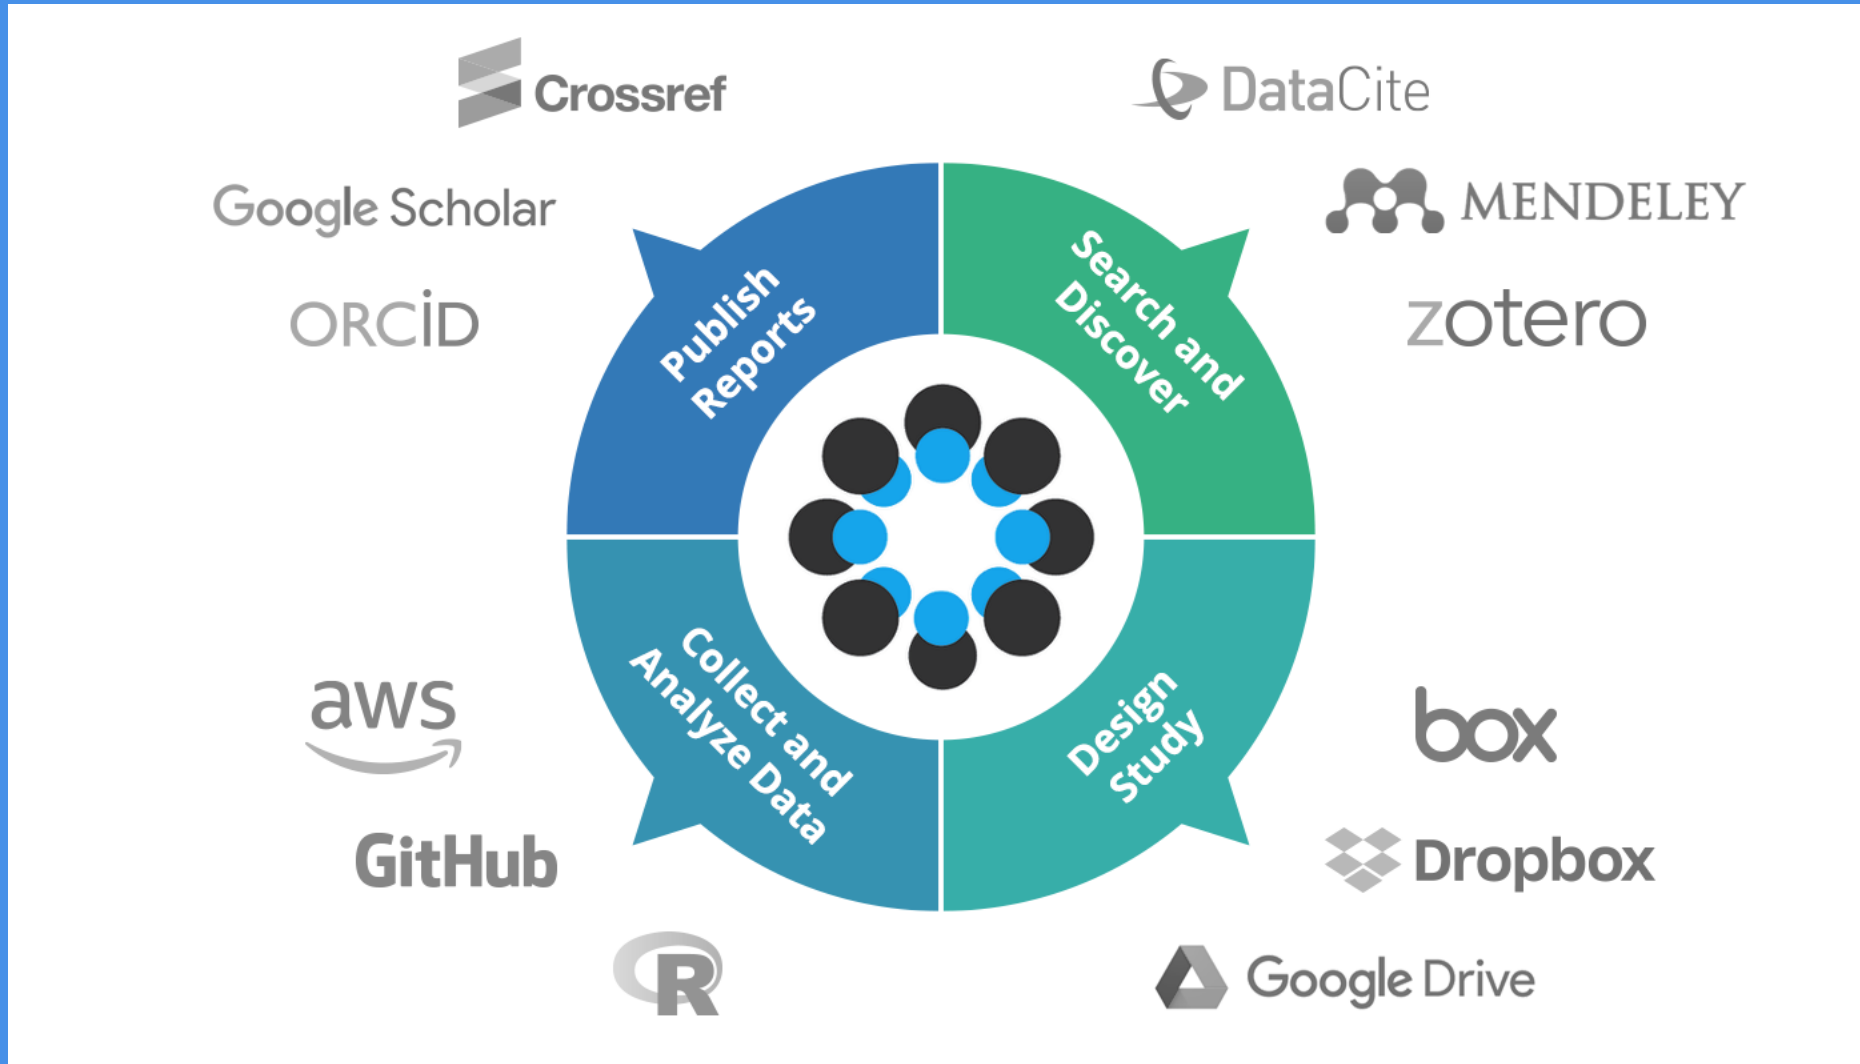 Crossref
DataCite
Google Scholar
MENDELEY
ORCiD
zotero
Publish
Reports
Search and
Discover
Collect and
Analyze Data
Design
Study
aws
box
GitHub
Dropbox
R
Google Drive